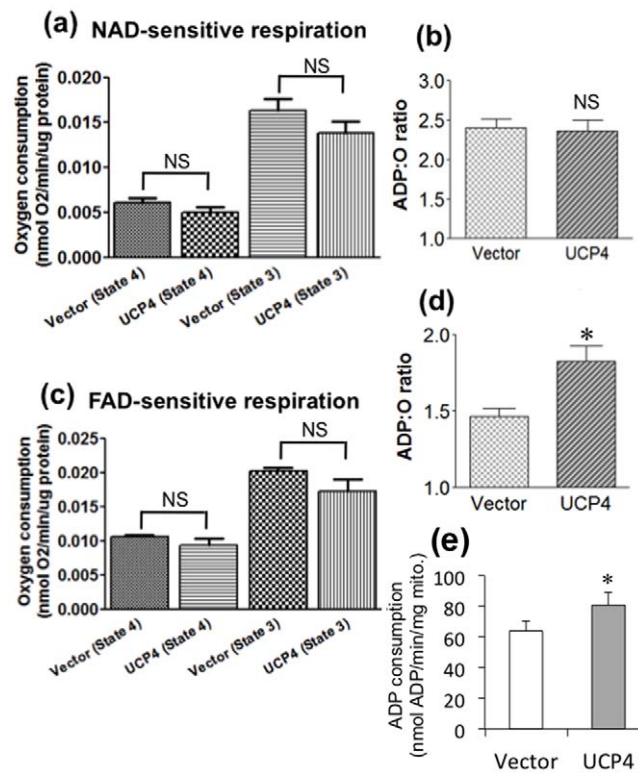 (a) NAD-sensitive respiration
Oxygen consumption
(nmol O2/min/ug protein)
0.020
0.015
0.010
0.005
0.000
NS
NS
Vector (State 4)
UCP4 (State 4)
Vector (State 3)
UCP4 (State 3)
(b)
ADP:O ratio
3.0
2.5
2.0
1.5
1.0
NS
Vector
UCP4
(c) FAD-sensitive respiration
Oxygen consumption
(nmol O2/min/ug protein)
0.025
0.020
0.015
0.010
0.005
0.000
NS
NS
Vector (State 4)
UCP4 (State 4)
Vector (State 3)
UCP4 (State 3)
(d)
ADP:O ratio
2.0
1.5
1.0
*
Vector
UCP4
(e)
ADP consumption
(nmol ADP/min/mg mito.)
100
80
60
40
20
0
*
Vector
UCP4